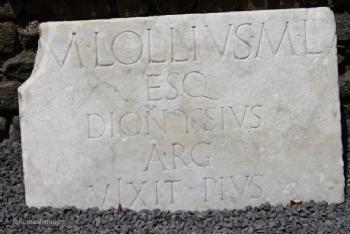 M LOLLIVS M L
ESQ
DIONYSIVS
ARG
VIXIT PIVS